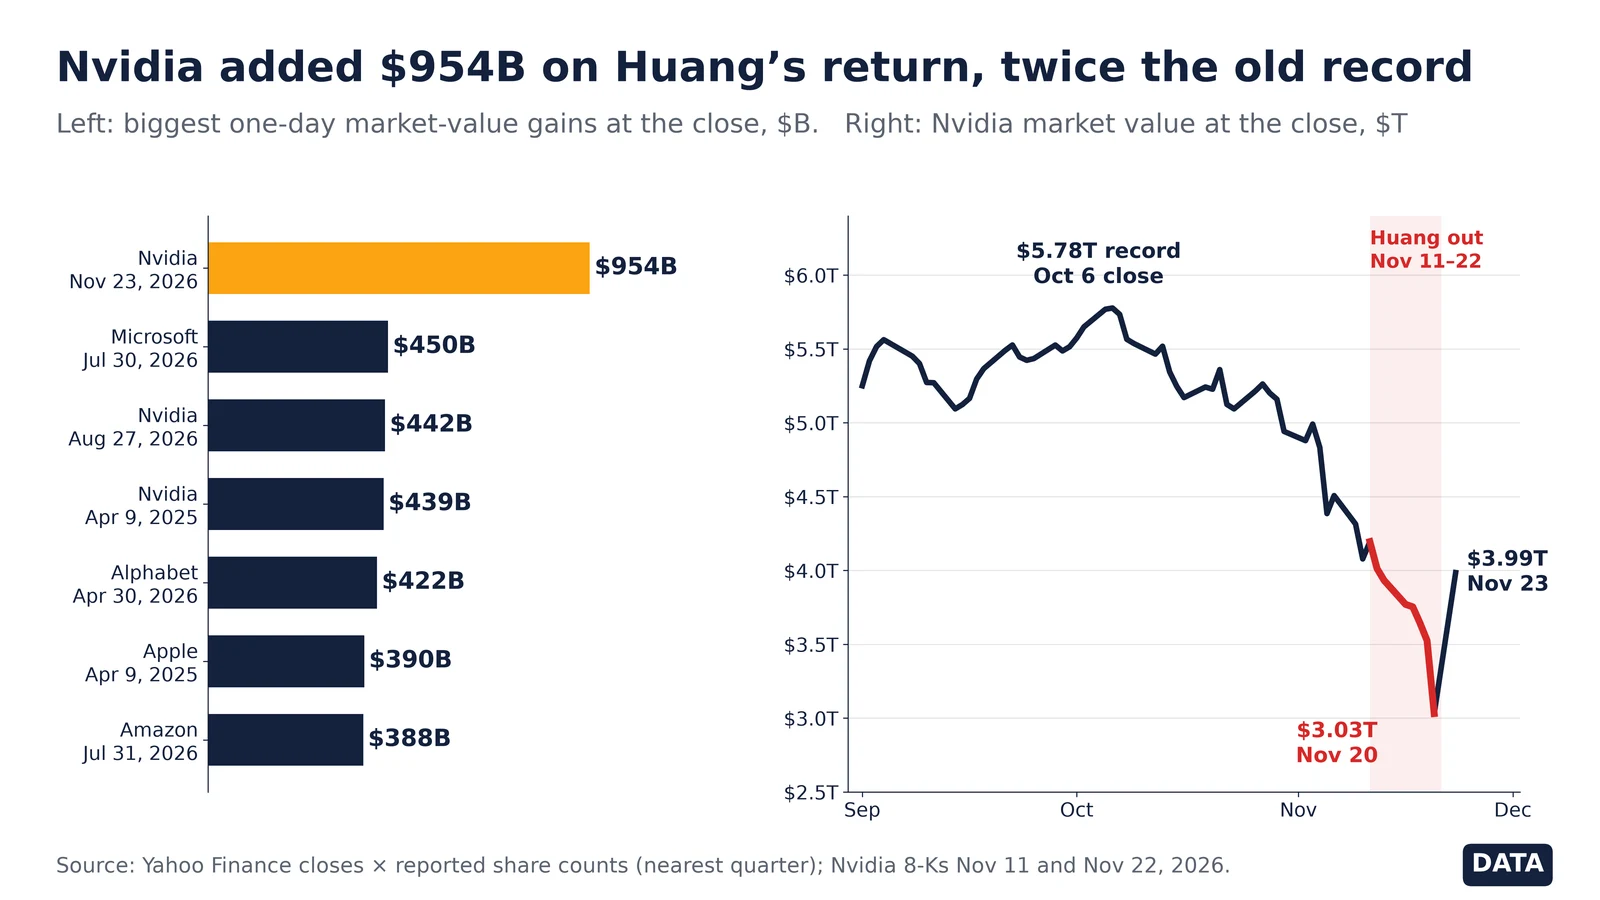 Nvidia added $954B on Huang’s return, twice the old record
Left: biggest one-day market-value gains at the close, $B.   Right: Nvidia market value at the close, $T
Nvidia
Nov 23, 2026
$954B
Microsoft
Jul 30, 2026
$450B
Nvidia
Aug 27, 2026
$442B
Nvidia
Apr 9, 2025
$439B
Alphabet
Apr 30, 2026
$422B
Apple
Apr 9, 2025
$390B
Amazon
Jul 31, 2026
$388B
$6.0T
$5.5T
$5.0T
$4.5T
$4.0T
$3.5T
$3.0T
$2.5T
$5.78T record
Oct 6 close
Huang out
Nov 11–22
$3.99T
Nov 23
$3.03T
Nov 20
Sep
Oct
Nov
Dec
Source: Yahoo Finance closes × reported share counts (nearest quarter); Nvidia 8-Ks Nov 11 and Nov 22, 2026.
DATA